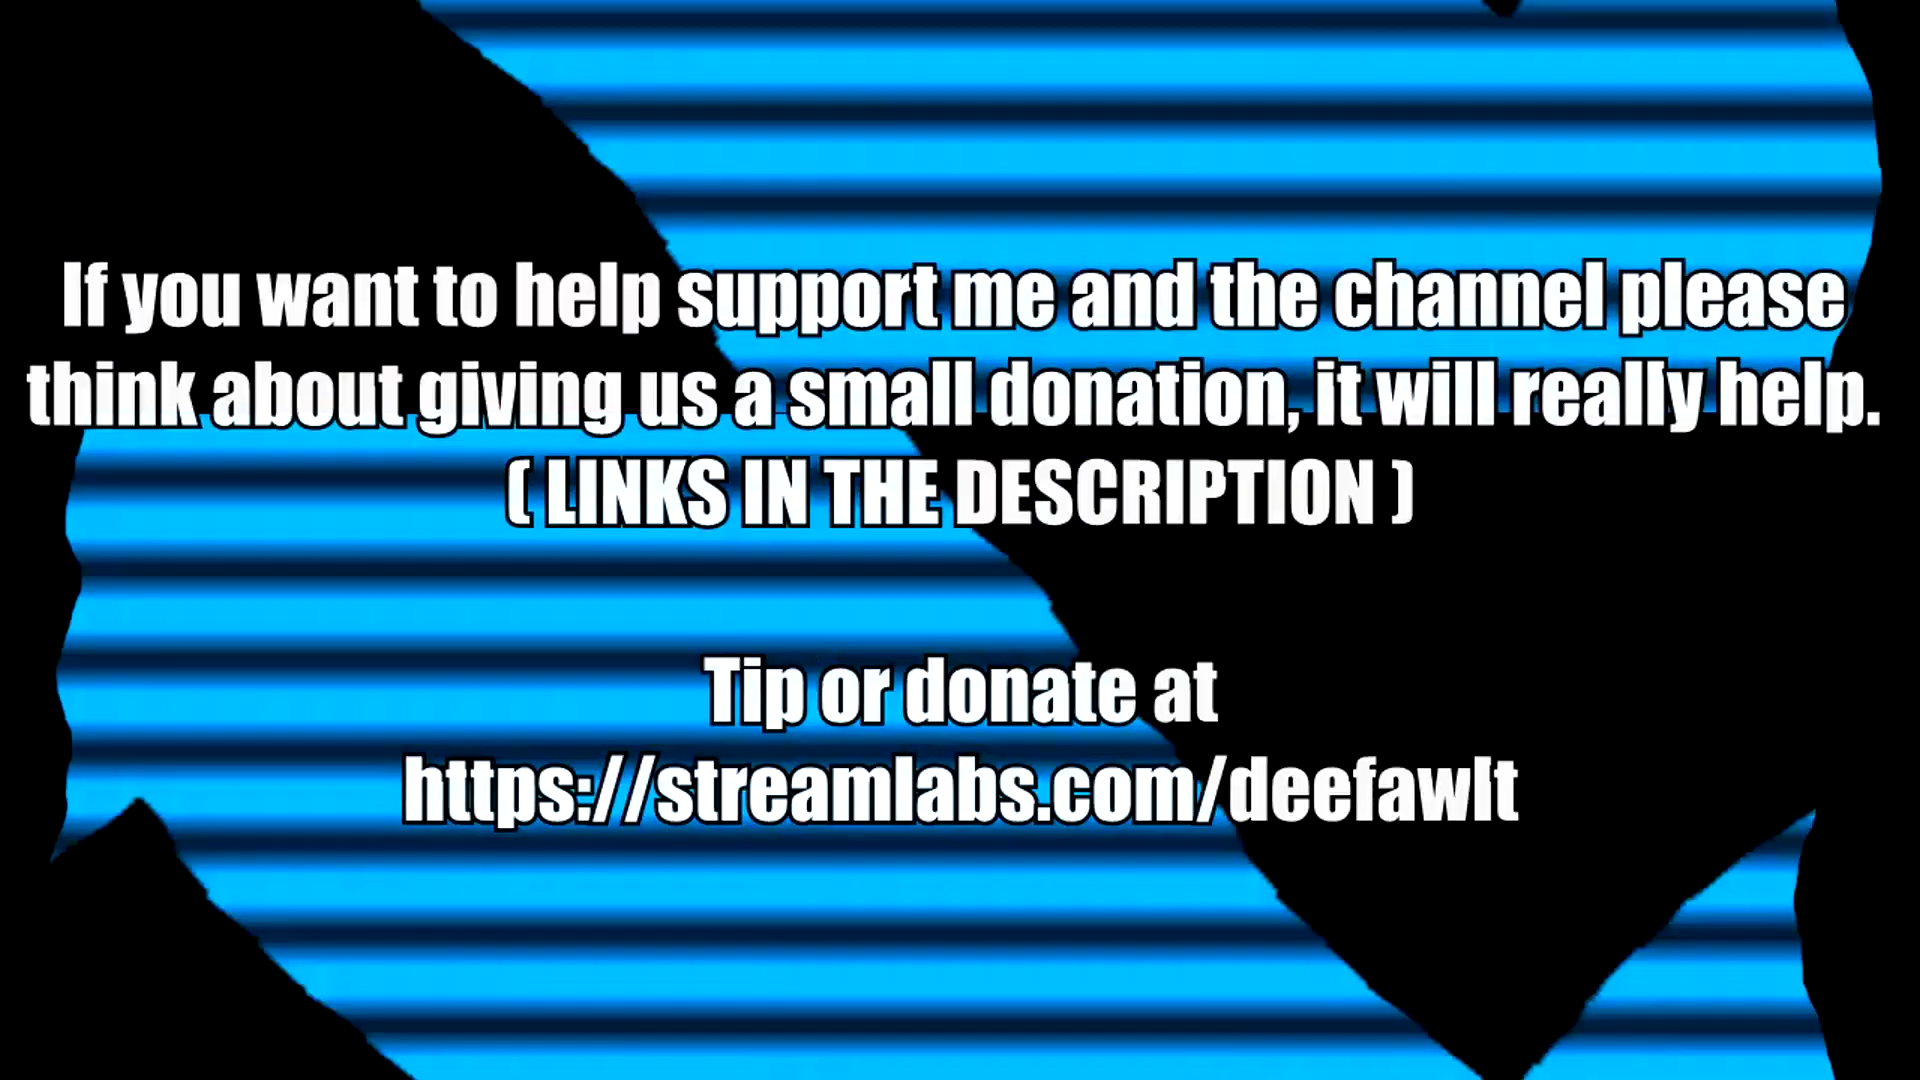 If you want to help support me and the channel please
think about giving us a small donation, it will really help.
( LINKS IN THE DESCRIPTION )
Tip or donate at
https://streamlabs.com/deefawlt